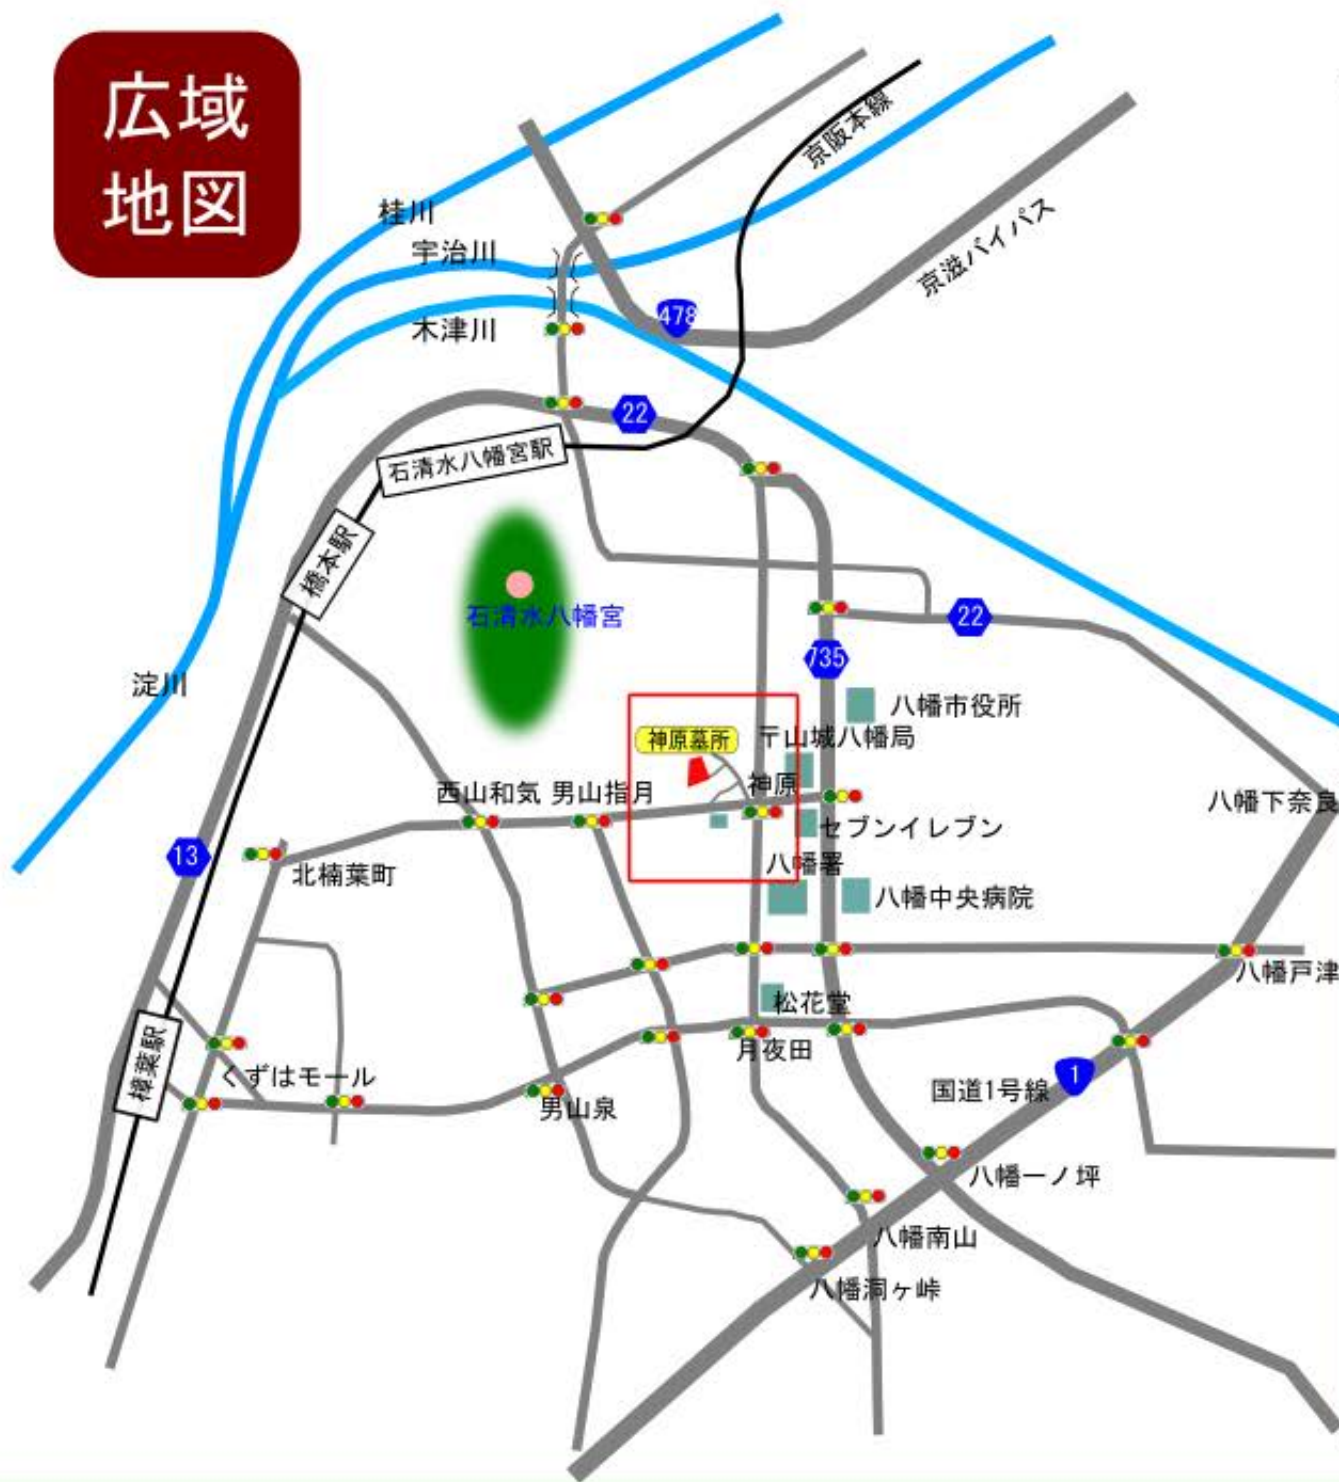 広域
地図
京阪本線
桂川
宇治川
京滋バイパス
木津川
478
22
石清水八幡宮駅
橋本駅
石清水八幡宮
22
735
淀川
八幡市役所
神原墓所
〒山城八幡局
西山和気
男山指月
神原
八幡下奈良
セブンイレブン
13
北楠葉町
八幡署
八幡中央病院
八幡戸津
松花堂
樟葉駅
月夜田
くずはモール
国道1号線
1
男山泉
八幡一ノ坪
八幡南山
八幡洞ヶ峠